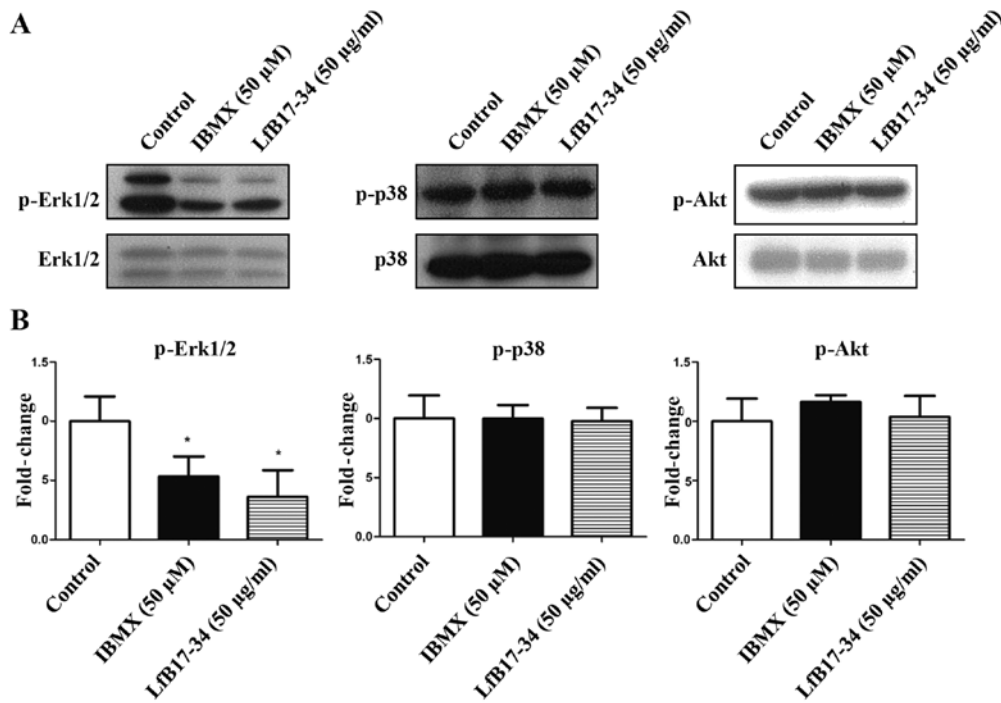 A
Control
IBMX (50 µM)
LfB17-34 (50 µg/ml)
Control
IBMX (50 µM)
LfB17-34 (50 µg/ml)
Control
IBMX (50 µM)
LfB17-34 (50 µg/ml)
p-Erk1/2
Erk1/2
p-p38
p38
p-Akt
Akt
B
p-Erk1/2
Fold-change
1.5
0
5
0.0
*
*
Control
IBMX (50 µM)
LfB17-34 (50 µg/ml)
p-p38
Fold-change
1.5
0
5
0.0
Control
IBMX (50 µM)
LfB17-34 (50 µg/ml)
p-Akt
Fold-change
1.5
0
5
0.0
Control
IBMX (50 µM)
LfB17-34 (50 µg/ml)